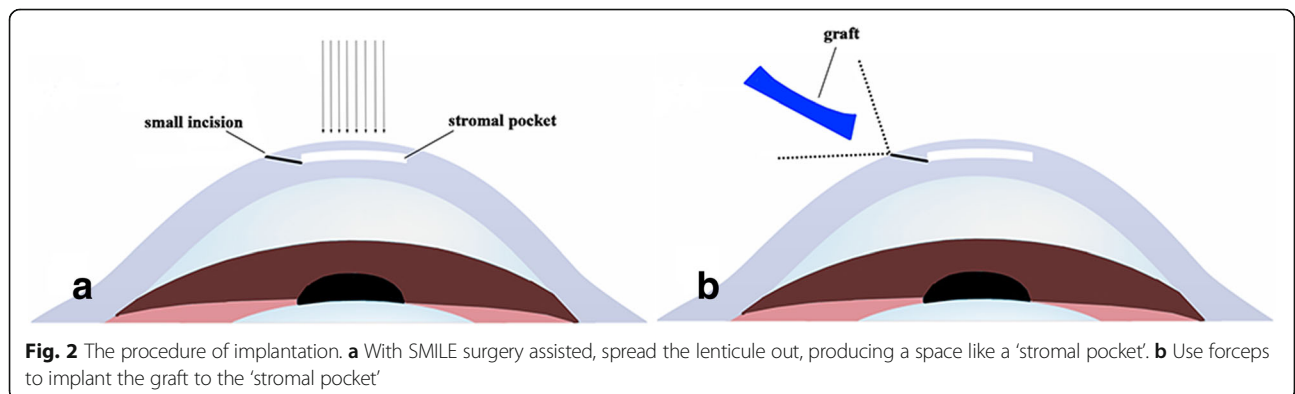 graft
small incision
stromal pocket
a
b
Fig. 2 The procedure of implantation. a With SMILE surgery assisted, spread the lenticule out, producing a space like a ‘stromal pocket’. b Use forceps
to implant the graft to the ‘stromal pocket’